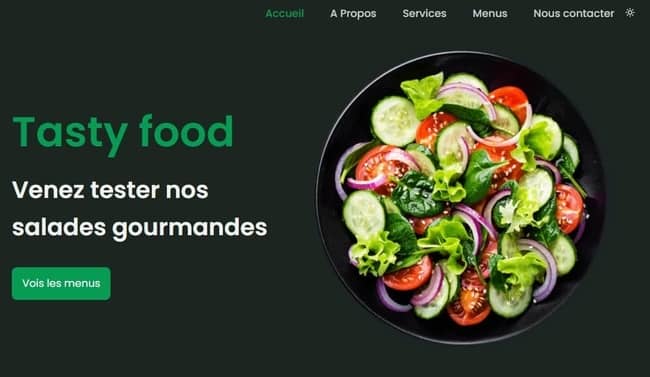 Accueil A Propos Services Menus Nous contacter
Tasty food
Venez tester nos
salades gourmandes
Vois les menus